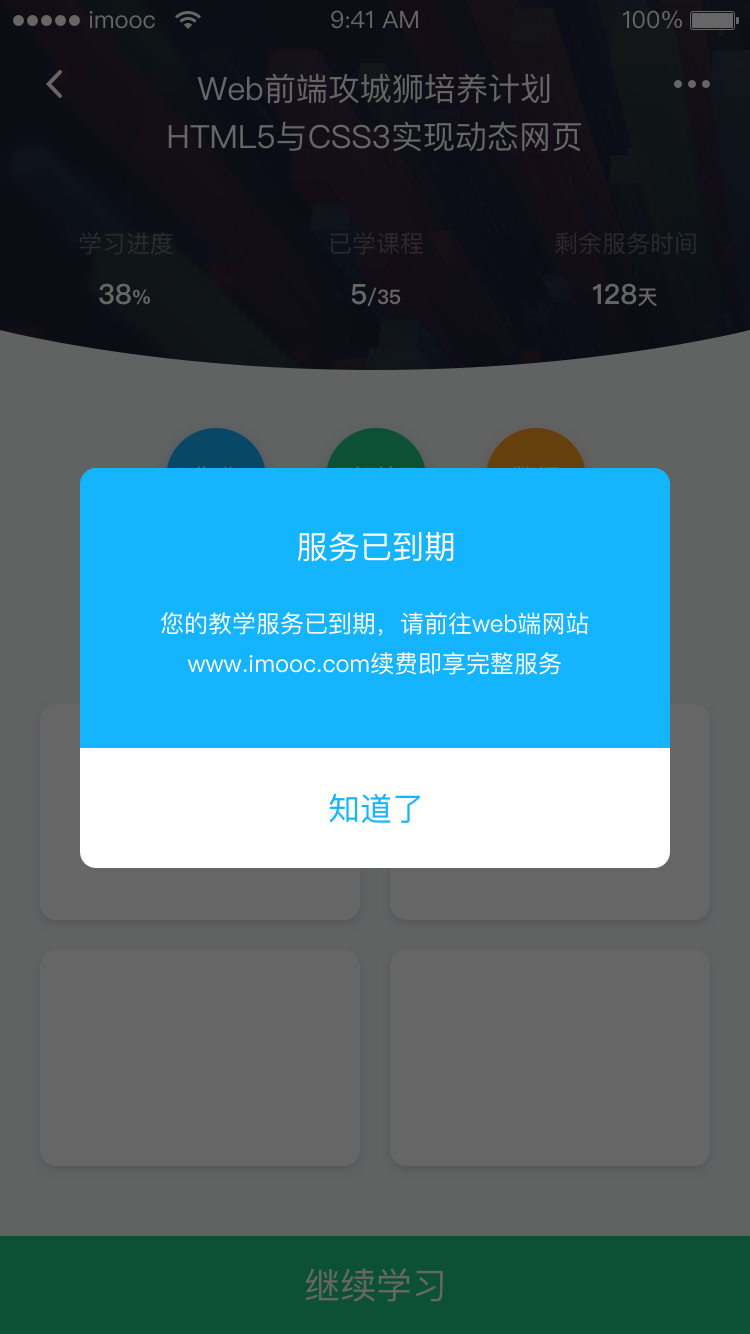 imooc 9:41 AM 100%
Web前端攻城狮培养计划
HTML5与CSS3实现动态网页
学习进度 已学课程 剩余服务时间
38% 5/35 128天
服务已到期
您的教学服务已到期，请前往web端网站
www.imooc.com续费即享完整服务
知道了
继续学习